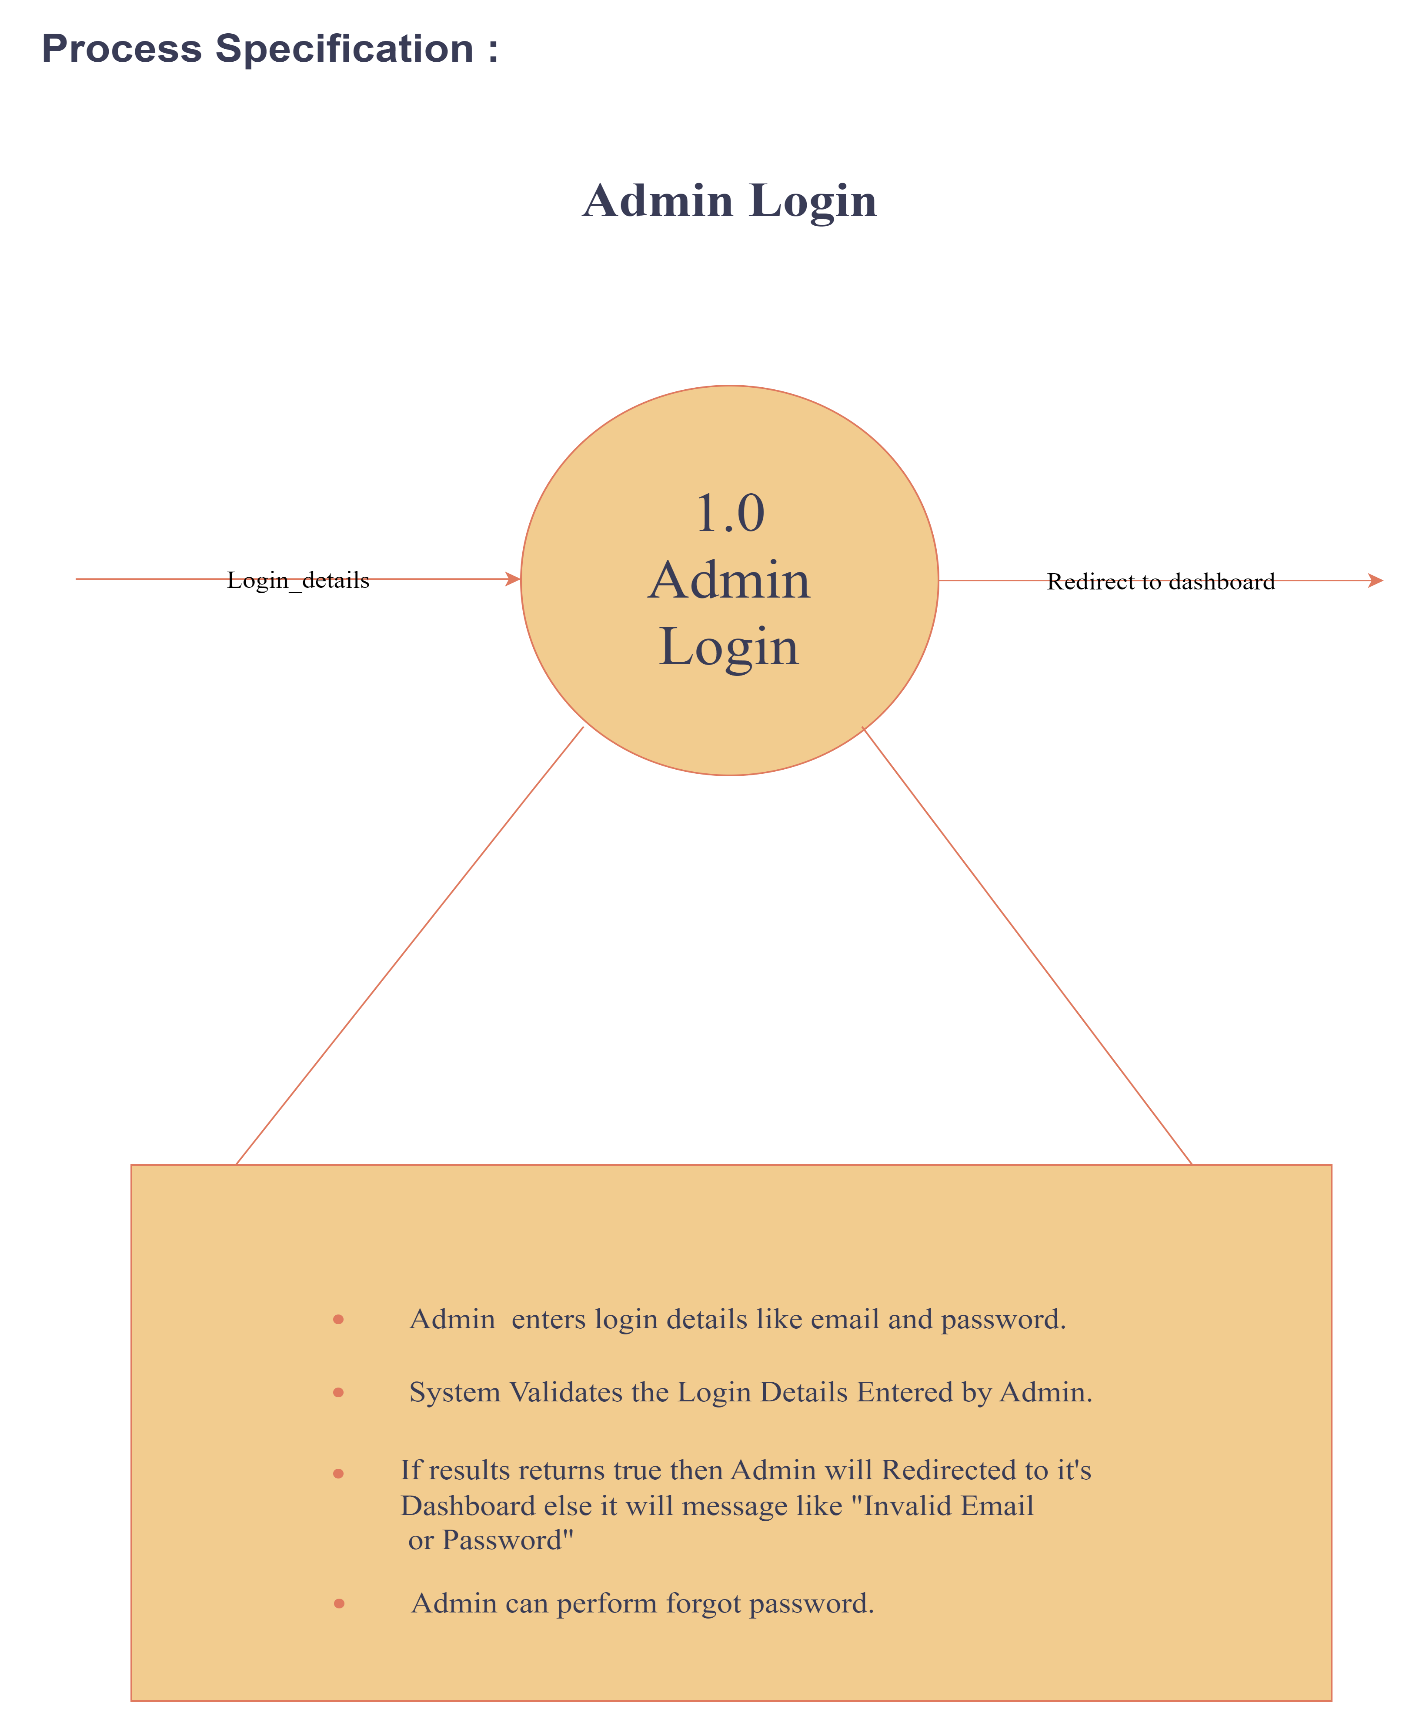 Process Specification :
Admin Login
1.0
Admin
Login
Login_details
Redirect to dashboard
Admin  enters login details like email and password.
System Validates the Login Details Entered by Admin.
If results returns true then Admin will Redirected to it's
Dashboard else it will message like "Invalid Email
or Password"
Admin can perform forgot password.